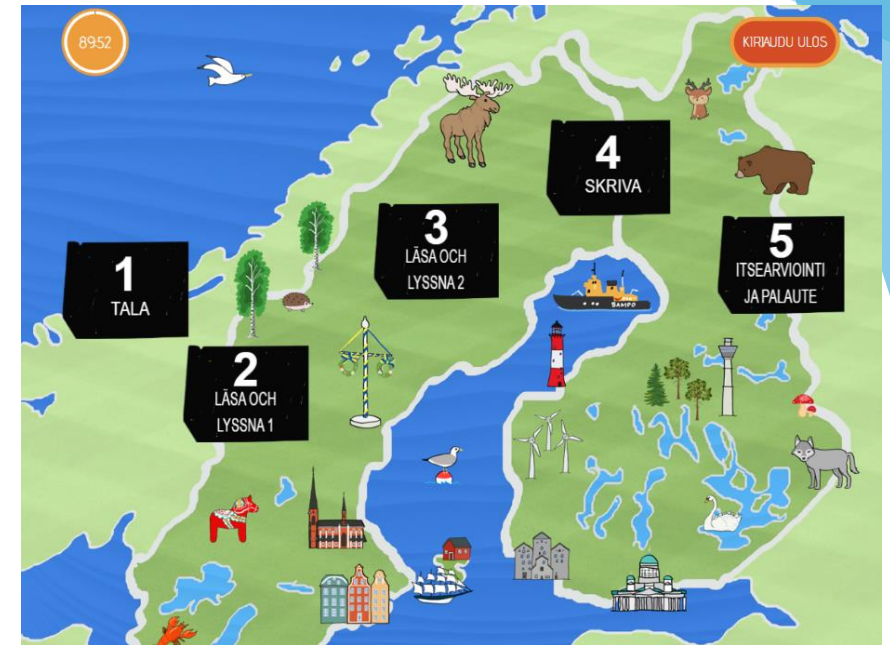 89:52
KIRJAUDU ULOS
4
SKRIVA
3
LÄSA OCH
LYSSNA 2
5
ITSEARVIOINTI
JA PALAUTE
1
TALA
SAMPO
2
LÄSA OCH
LYSSNA 1